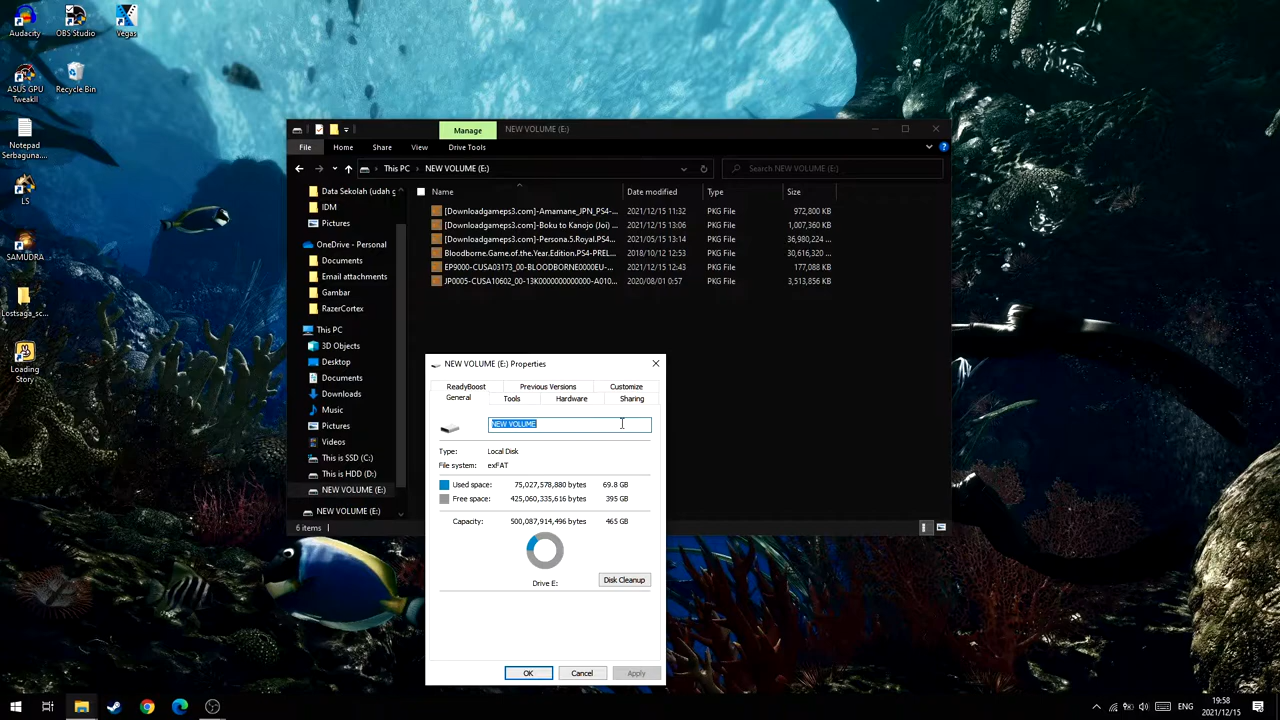 Audacity
OBS Studio
Vegas
ASUS GPU
TweakII
Recycle Bin
Notepad
Serbaguna....
LS
SAMUDRA
Lostsaga_sc...
Loading
Story
Manage
NEW VOLUME (E:)
File
Home
Share
View
Drive Tools
This PC
NEW VOLUME (E:)
Search NEW VOLUME (E:)
Data Sekolah (udah g
IDM
Pictures
OneDrive - Personal
Documents
Email attachments
Gambar
RazerCortex
This PC
3D Objects
Desktop
Documents
Downloads
Music
Pictures
Videos
This is SSD (C:)
This is HDD (D:)
NEW VOLUME (E:)
NEW VOLUME (E:)
Name Date modified Type Size
[Downloadgameps3.com]-Amamane_JPN_PS4-... 2021/12/15 11:32 PKG File 972,800 KB
[Downloadgameps3.com]-Boku to Kanojo (Joi) ... 2021/12/15 13:06 PKG File 1,007,360 KB
[Downloadgameps3.com]-Persona.5.Royal.PS4... 2021/05/15 13:14 PKG File 36,980,224 ...
Bloodborne.Game.of.the.Year.Edition.PS4-PREL... 2018/10/12 12:53 PKG File 30,616,320 ...
EP9000-CUSA03173_00-BLOODBORNE0000EU-... 2021/12/15 12:43 PKG File 177,088 KB
JP0005-CUSA10602_00-13K0000000000000-A010... 2020/08/01 0:57 PKG File 3,513,856 KB
6 items
NEW VOLUME (E:) Properties
ReadyBoost
Previous Versions
Customize
General
Tools
Hardware
Sharing
NEW VOLUME
Type: Local Disk
File system: exFAT
Used space: 75,027,578,880 bytes 69.8 GB
Free space: 425,060,335,616 bytes 395 GB
Capacity: 500,087,914,496 bytes 465 GB
Drive E:
Disk Cleanup
OK
Cancel
Apply
ENG
19:58
2021/12/15